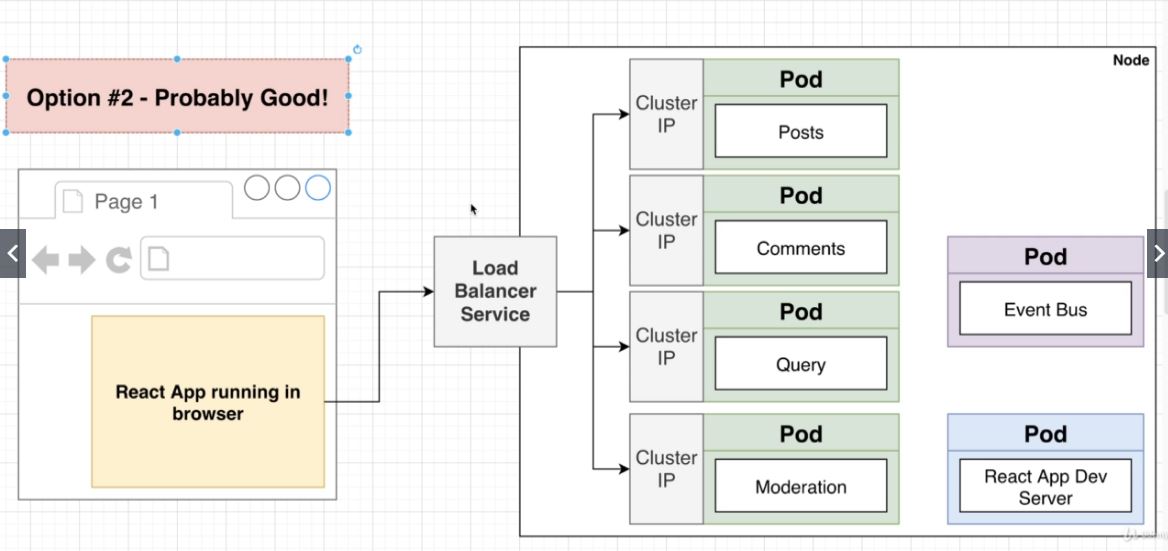 Option #2 - Probably Good!
Page 1
React App running in
browser
Load
Balancer
Service
Node
Cluster
IP
Pod
Posts
Cluster
IP
Pod
Comments
Cluster
IP
Pod
Query
Cluster
IP
Pod
Moderation
Pod
Event Bus
Pod
React App Dev
Server